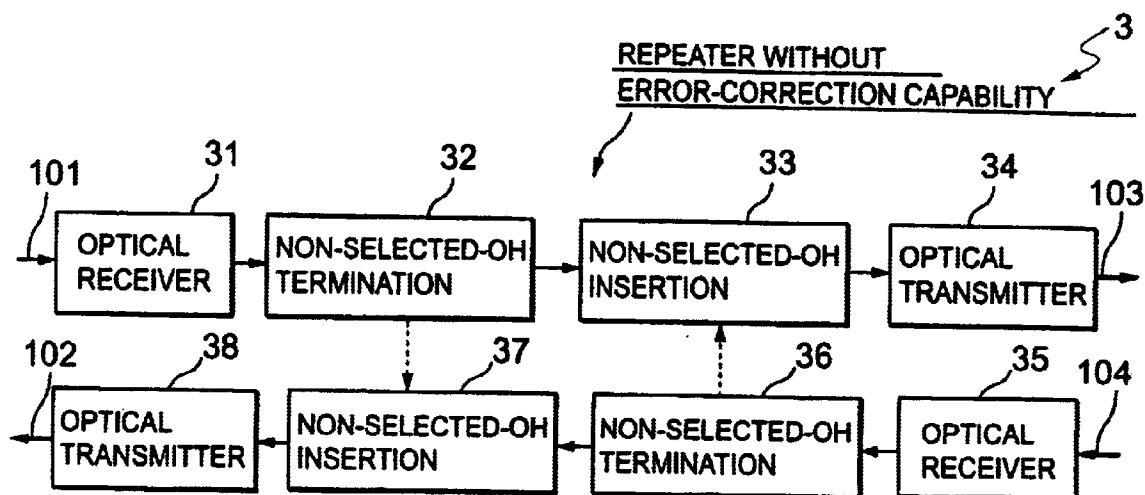 3
REPEATER WITHOUT
ERROR-CORRECTION CAPABILITY
101
31
32
33
34
103
OPTICAL
RECEIVER
NON-SELECTED-OH
TERMINATION
NON-SELECTED-OH
INSERTION
OPTICAL
TRANSMITTER
102
38
37
36
35
104
OPTICAL
TRANSMITTER
NON-SELECTED-OH
INSERTION
NON-SELECTED-OH
TERMINATION
OPTICAL
RECEIVER